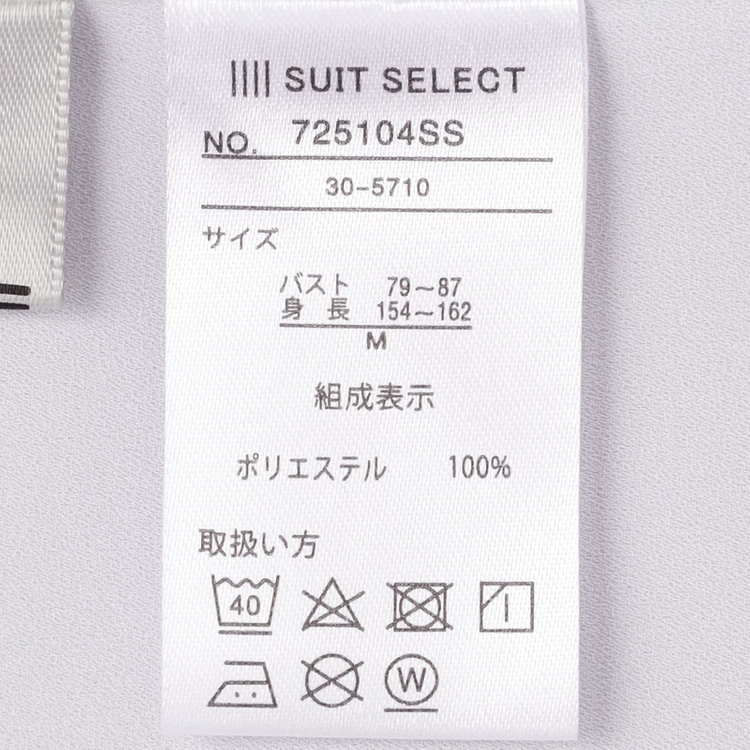 SUIT SELECT
NO. 725104SS
30-5710
サイズ
バスト 79～87
身長 154～162
M
組成表示
ポリエステル 100%
取扱い方
40
W